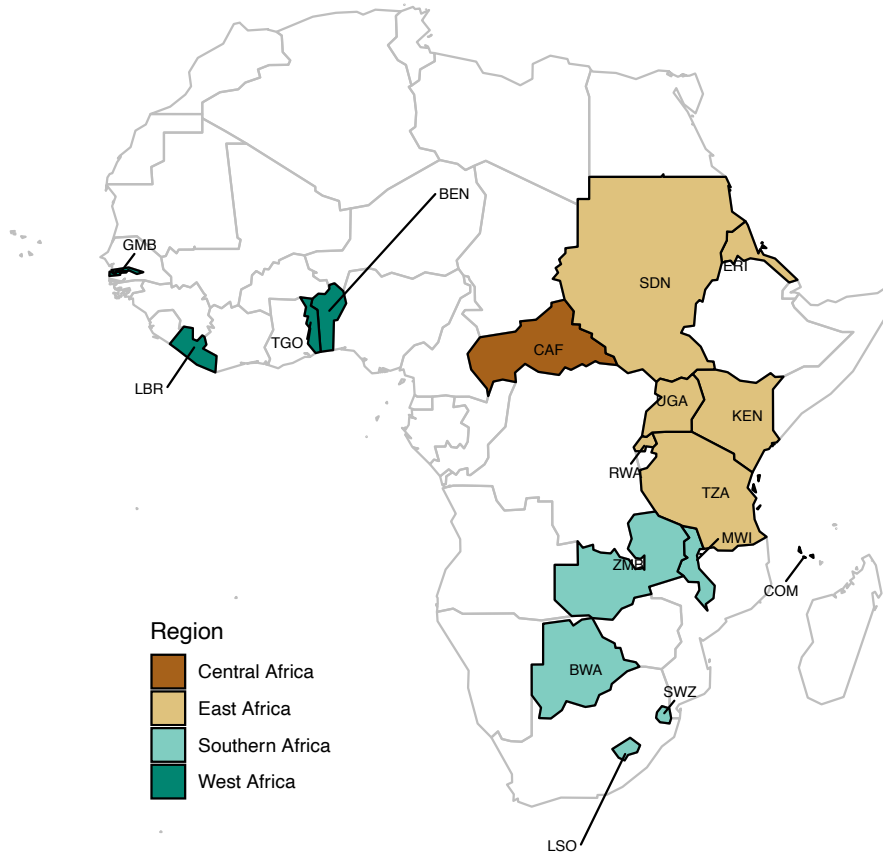 BEN
GMB
ERI
SDN
TGO
CAF
LBR
UGA
KEN
RWA
TZA
MWI
ZMB
COM
Region
Central Africa
East Africa
Southern Africa
West Africa
BWA
SWZ
LSO